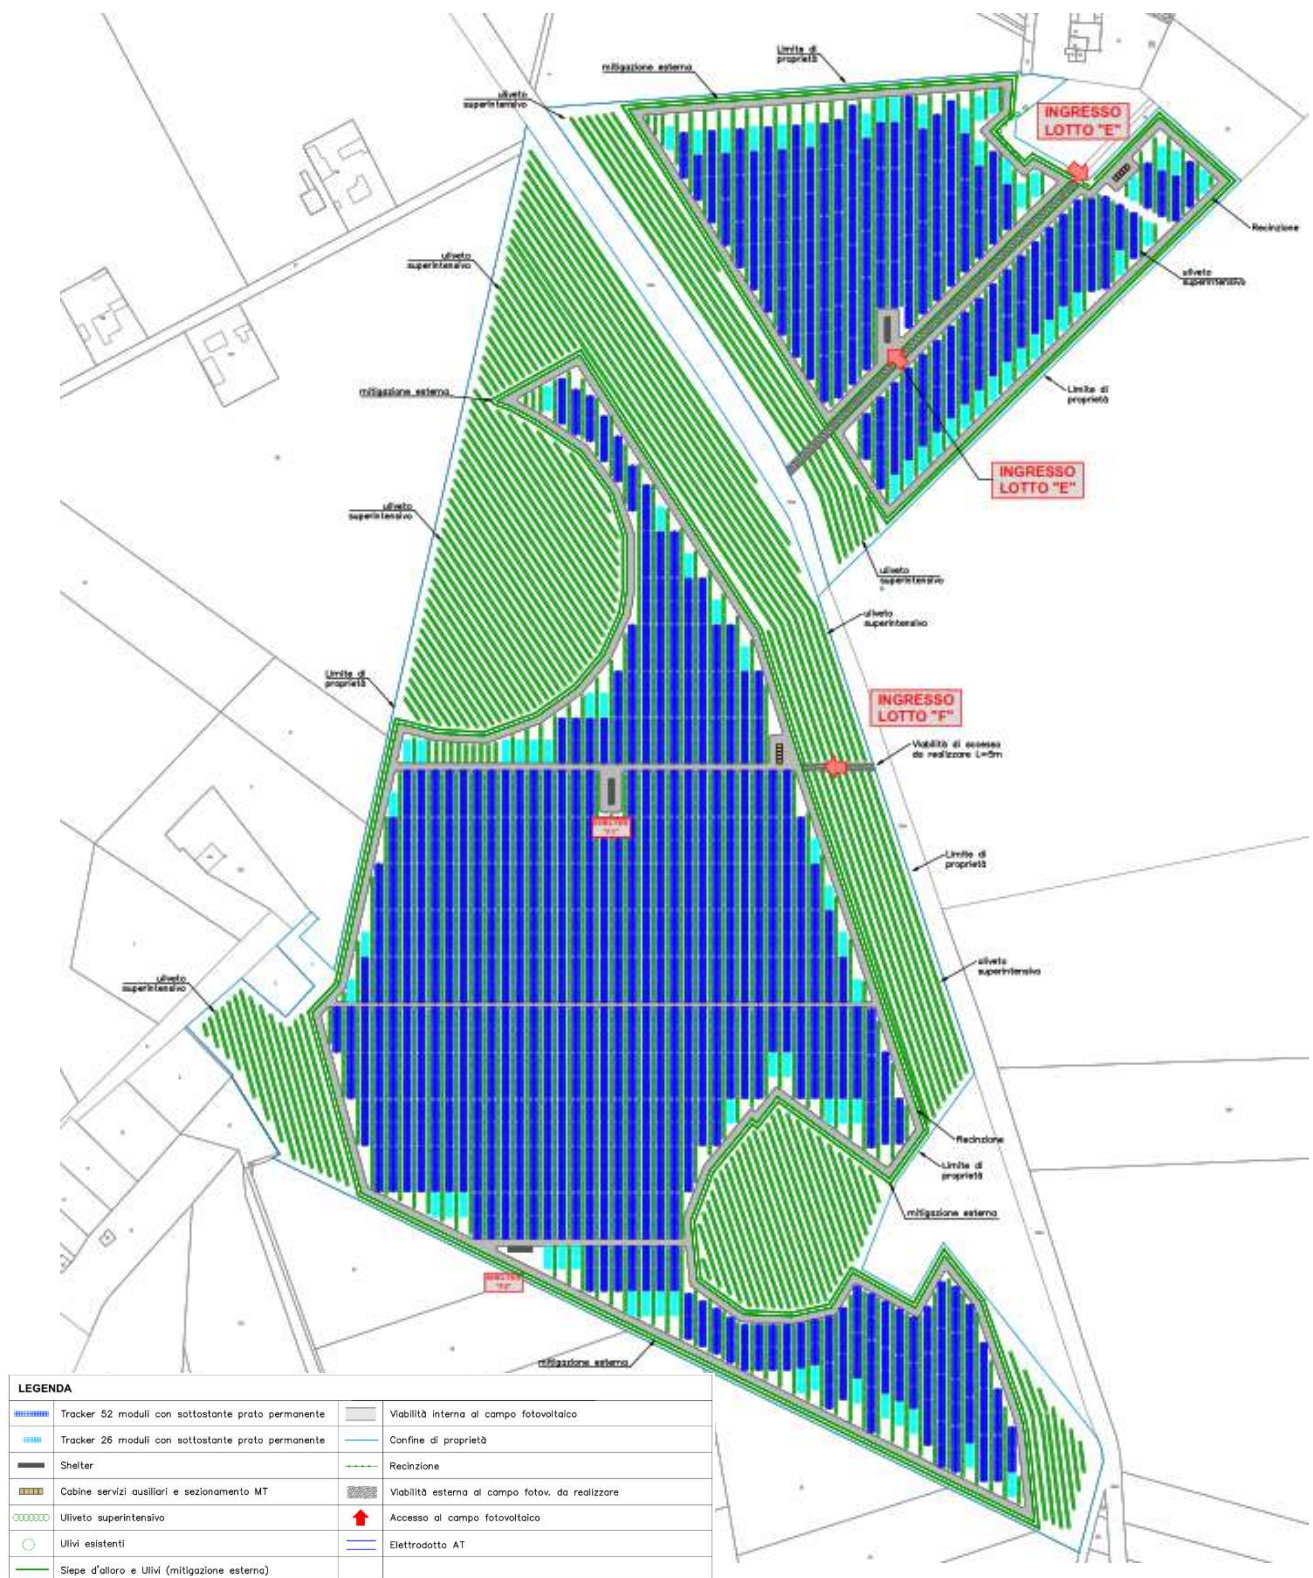 Limite di
proprietà
mitigazione esterna
uliveto
superintensivo
INGRESSO
LOTTO "E"
Recinzione
uliveto
superintensivo
uliveto
superintensivo
mitigazione esterna
Limite di
proprietà
INGRESSO
LOTTO "E"
uliveto
superintensivo
uliveto
superintensivo
uliveto
superintensivo
Limite di
proprietà
INGRESSO
LOTTO "F"
Viabilità di accesso
da realizzare L=5m
Limite di
proprietà
uliveto
superintensivo
uliveto
superintensivo
Recinzione
Limite di
proprietà
mitigazione esterna
mitigazione esterna
LEGENDA
Tracker 52 moduli con sottostante prato permanente
Viabilità interna al campo fotovoltaico
Tracker 26 moduli con sottostante prato permanente
Confine di proprietà
Shelter
Recinzione
Cabine servizi ausiliari e sezionamento MT
Viabilità esterna al campo fotov. da realizzare
Uliveto superintensivo
Accesso al campo fotovoltaico
Ulivi esistenti
Elettrodotto AT
Siepe d'alloro e Ulivi (mitigazione esterna)